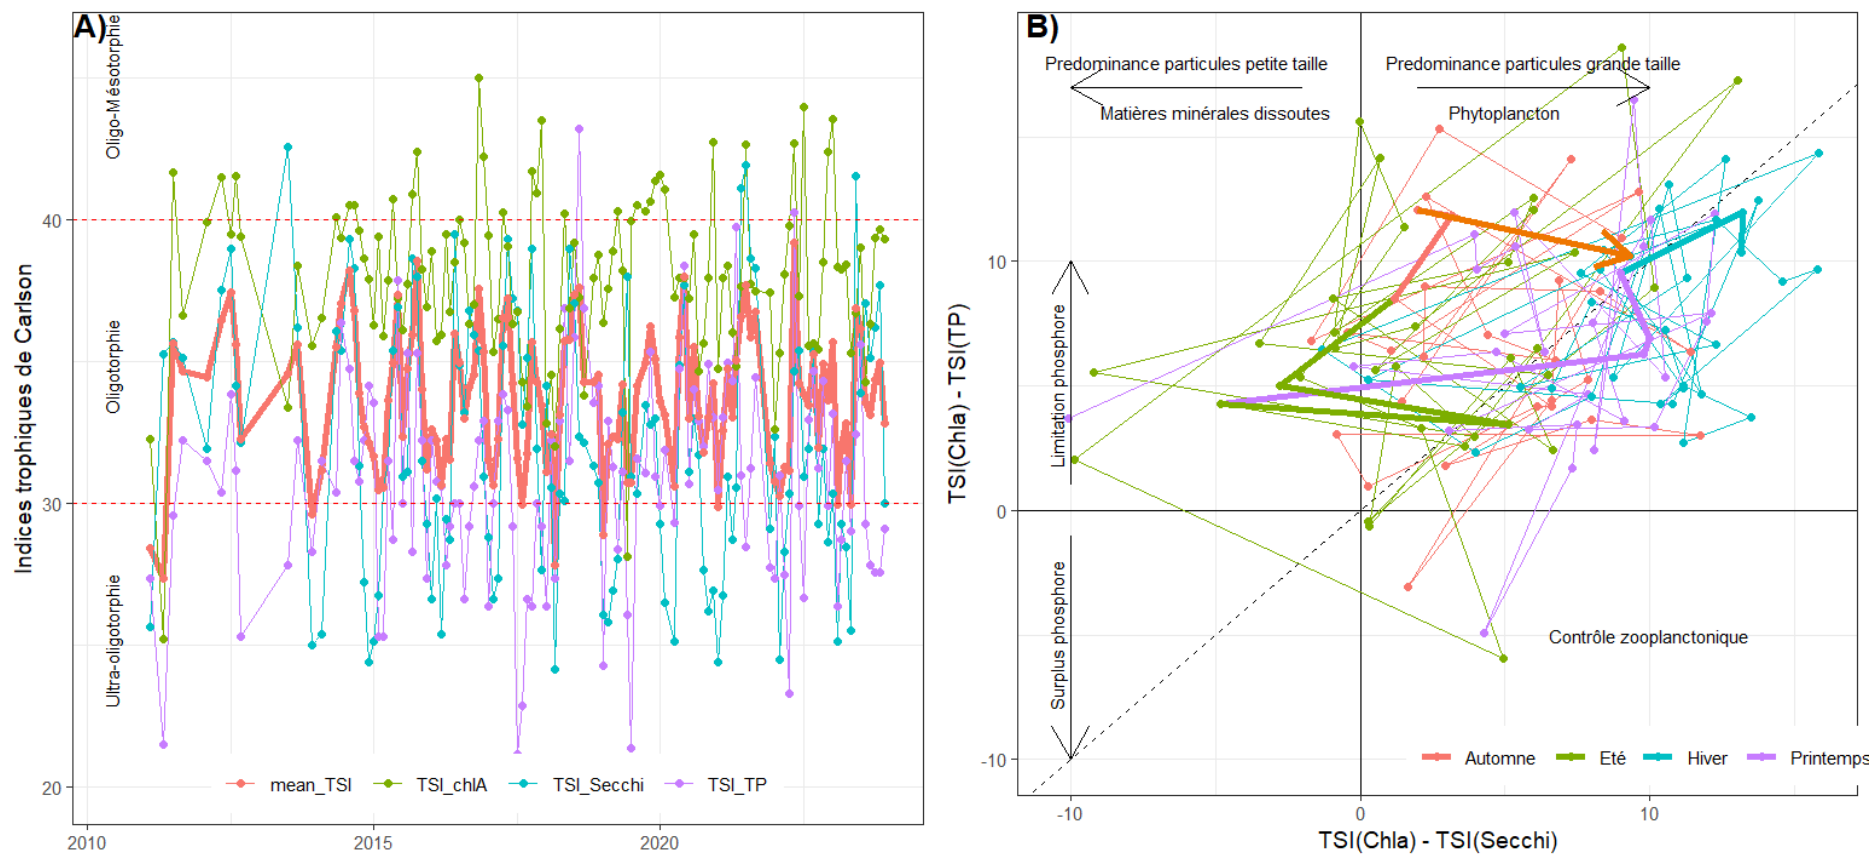 A)
Indices trophiques de Carlson
Oligo-Mésotorphie
Oligotorphie
Ulltra-oligotorphie
40
30
20
2010
2015
2020
mean_TSI
TSI_chlA
TSI_Secchi
TSI_TP
B)
Predominance particules petite taille
Predominance particules grande taille
Matières minérales dissoutes
Phytoplancton
TSI(Chla) - TSI(TP)
Limitation phosphore
Surplus phosphore
Contrôle zooplanctonique
10
0
-10
Automne
Eté
Hiver
Printemps
-10
0
10
TSI(Chla) - TSI(Secchi)